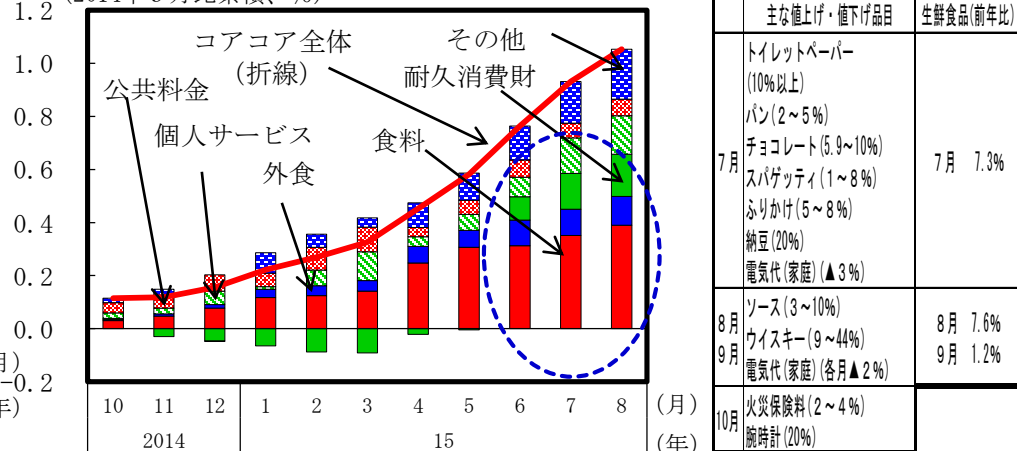 1.2
1.0
0.8
0.6
0.4
0.2
0.0
-0.2
コアコア全体
(折線)
その他
耐久消費財
公共料金
個人サービス
外食
食料
10 11 12 1 2 3 4 5 6 7 8 (月)
2014 15 (年)
主な値上げ・値下げ品目 生鮮食品(前年比)
7月
トイレットペーパー
(10%以上)
パン(2~5%)
チョコレート(5.9~10%)
スパゲッティ(1~8%)
ふりかけ(5~8%)
納豆(20%)
電気代(家庭)(▲3%)
7月 7.3%
8月
9月
ソース(3~10%)
ウイスキー(9~44%)
電気代(家庭)(各月▲2%)
8月 7.6%
9月 1.2%
10月
火災保険料(2~4%)
腕時計(20%)